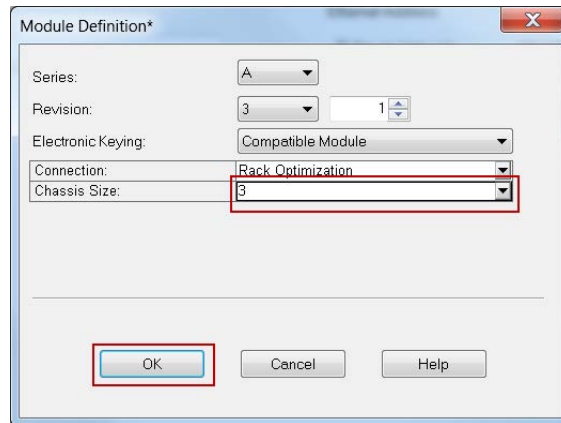 Module Definition*
Series: A
Revision: 3 1
Electronic Keying: Compatible Module
Connection: Rack Optimization
Chassis Size: 3
OK Cancel Help